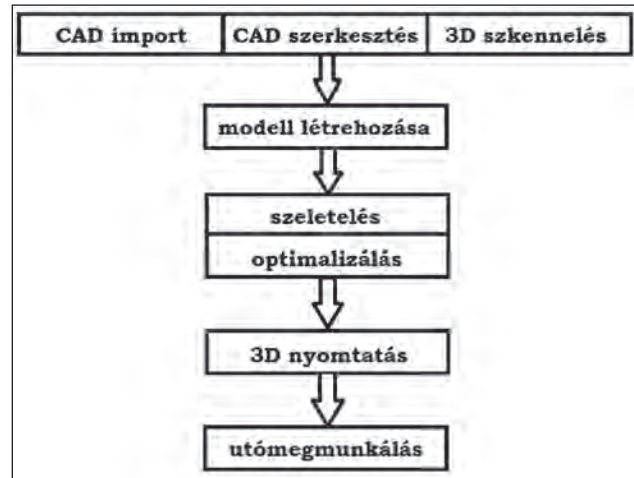 CAD import CAD szerkesztés 3D szkennelés
modell létrehozása
szeletelés
optimalizálás
3D nyomtatás
utómegmunkálás